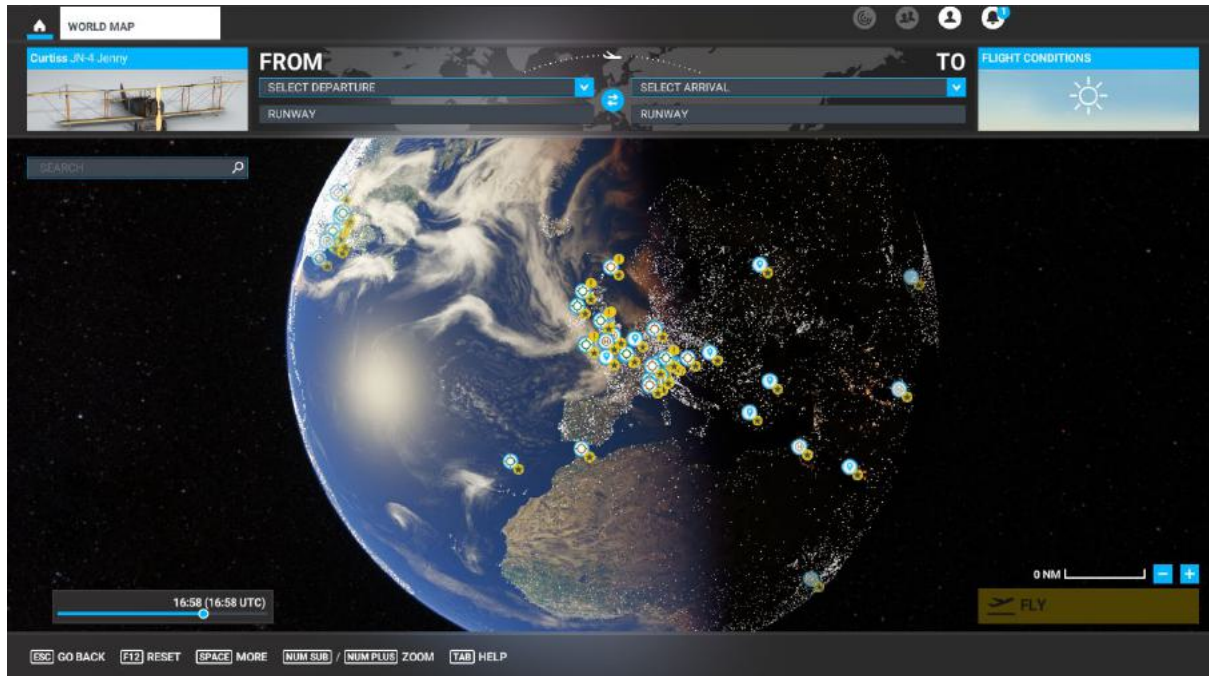 WORLD MAP
1
Curtiss JN-4 Jenny
FROM
TO
SELECT DEPARTURE
SELECT ARRIVAL
RUNWAY
RUNWAY
FLIGHT CONDITIONS
SEARCH
16:58 (16:58 UTC)
0 NM
FLY
ESC GO BACK F12 RESET SPACE MORE NUM SUB / NUM PLUS ZOOM TAB HELP